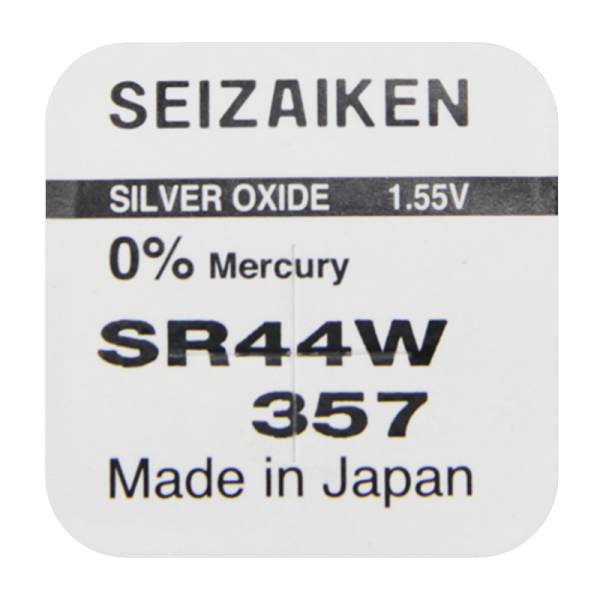 SEIZAIKEN
SILVER OXIDE 1.55V
0% Mercury
SR44W
357
Made in Japan